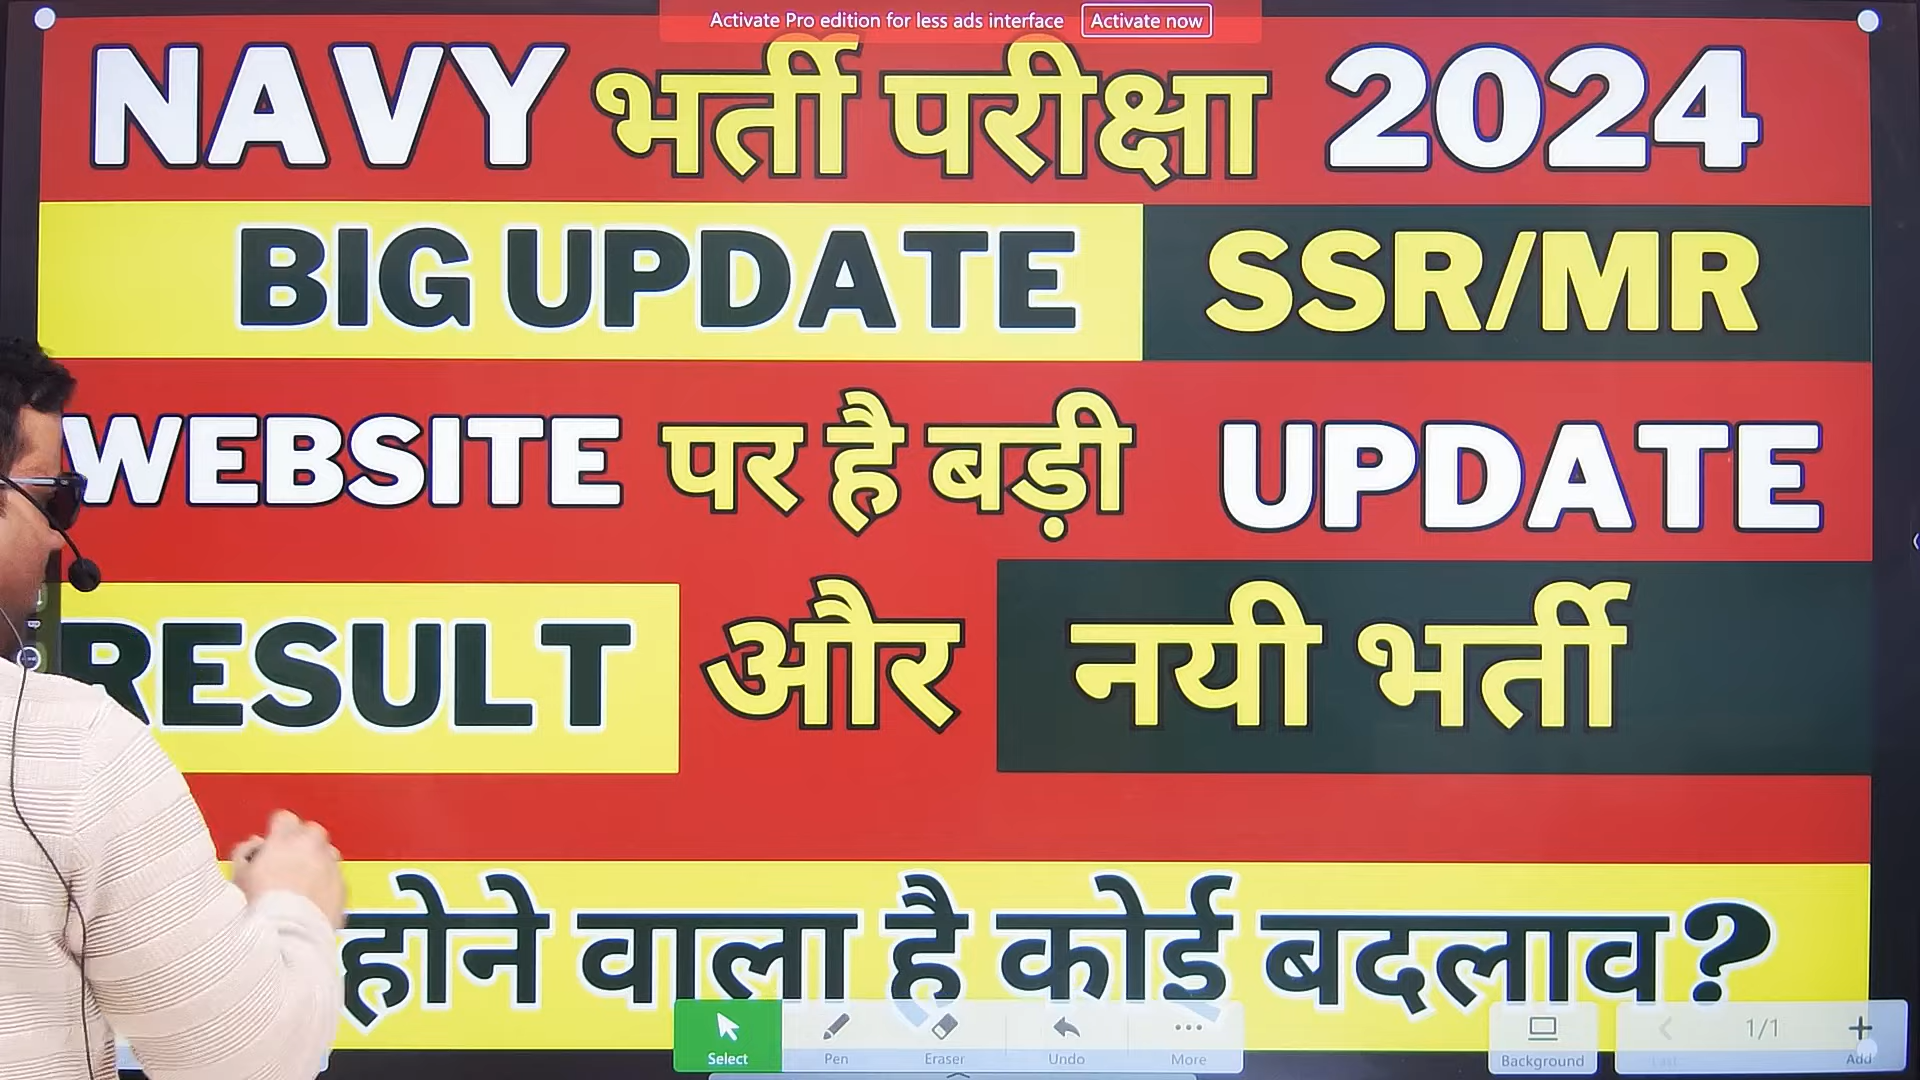 Activate Pro edition for less ads interface Activate now
NAVY भर्ती परीक्षा 2024
BIG UPDATE SSR/MR
WEBSITE पर है बड़ी UPDATE
RESULT और नयी भर्ती
होने वाला है कोई बदलाव?
Select Pen Eraser Undo More Background Last 1/1 Add